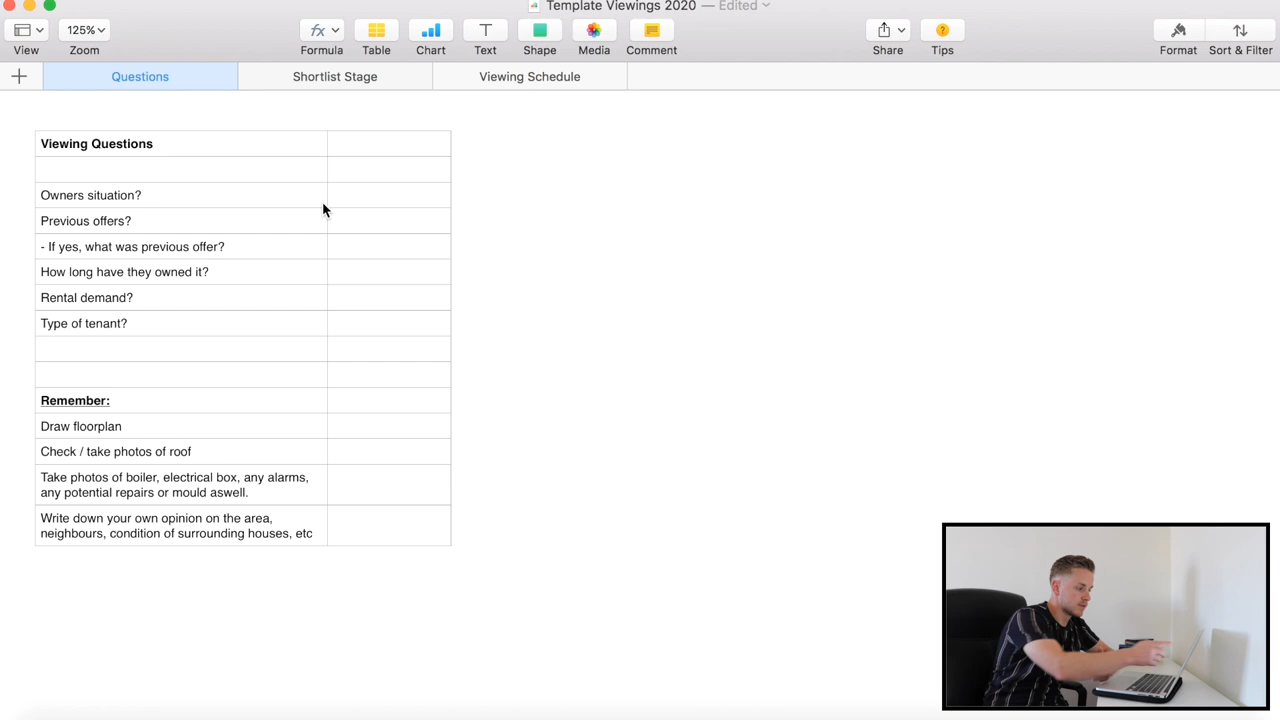 Template Viewings 2020 — Edited
125%
View
Zoom
Formula
Table
Chart
Text
Shape
Media
Comment
Share
Tips
Format
Sort & Filter
Questions
Shortlist Stage
Viewing Schedule
Viewing Questions
Owners situation?
Previous offers?
- If yes, what was previous offer?
How long have they owned it?
Rental demand?
Type of tenant?
Remember:
Draw floorplan
Check / take photos of roof
Take photos of boiler, electrical box, any alarms,
any potential repairs or mould aswell.
Write down your own opinion on the area,
neighbours, condition of surrounding houses, etc